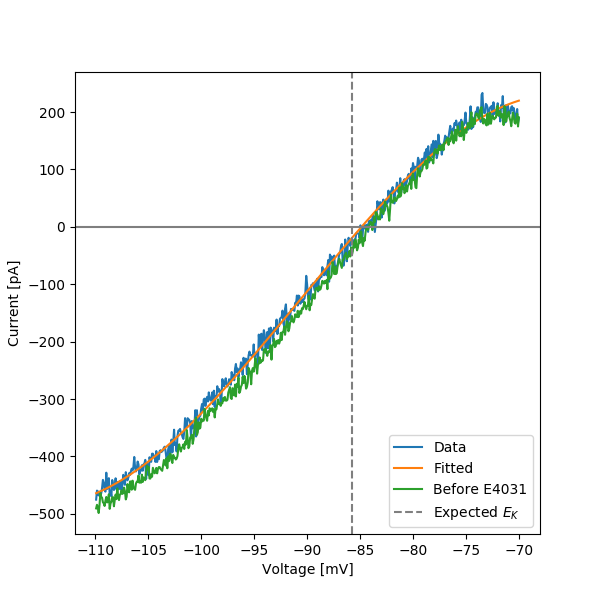 200
100
0
−100
−200
−300
−400
−500
Current [pA]
Data
Fitted
Before E4031
Expected $E_K$
−110 −105 −100 −95 −90 −85 −80 −75 −70
Voltage [mV]